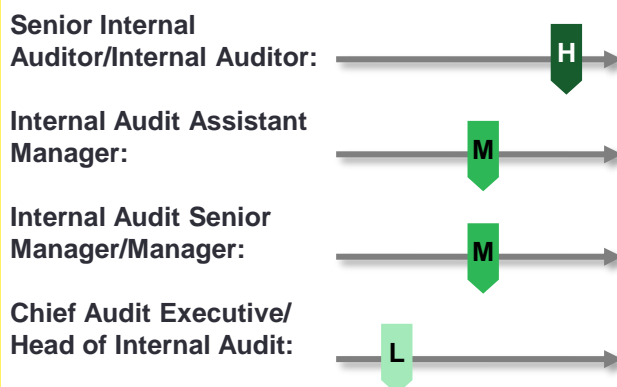 Senior Internal
Auditor/Internal Auditor:
H
Internal Audit Assistant
Manager:
M
Internal Audit Senior
Manager/Manager:
M
Chief Audit Executive/
Head of Internal Audit:
L